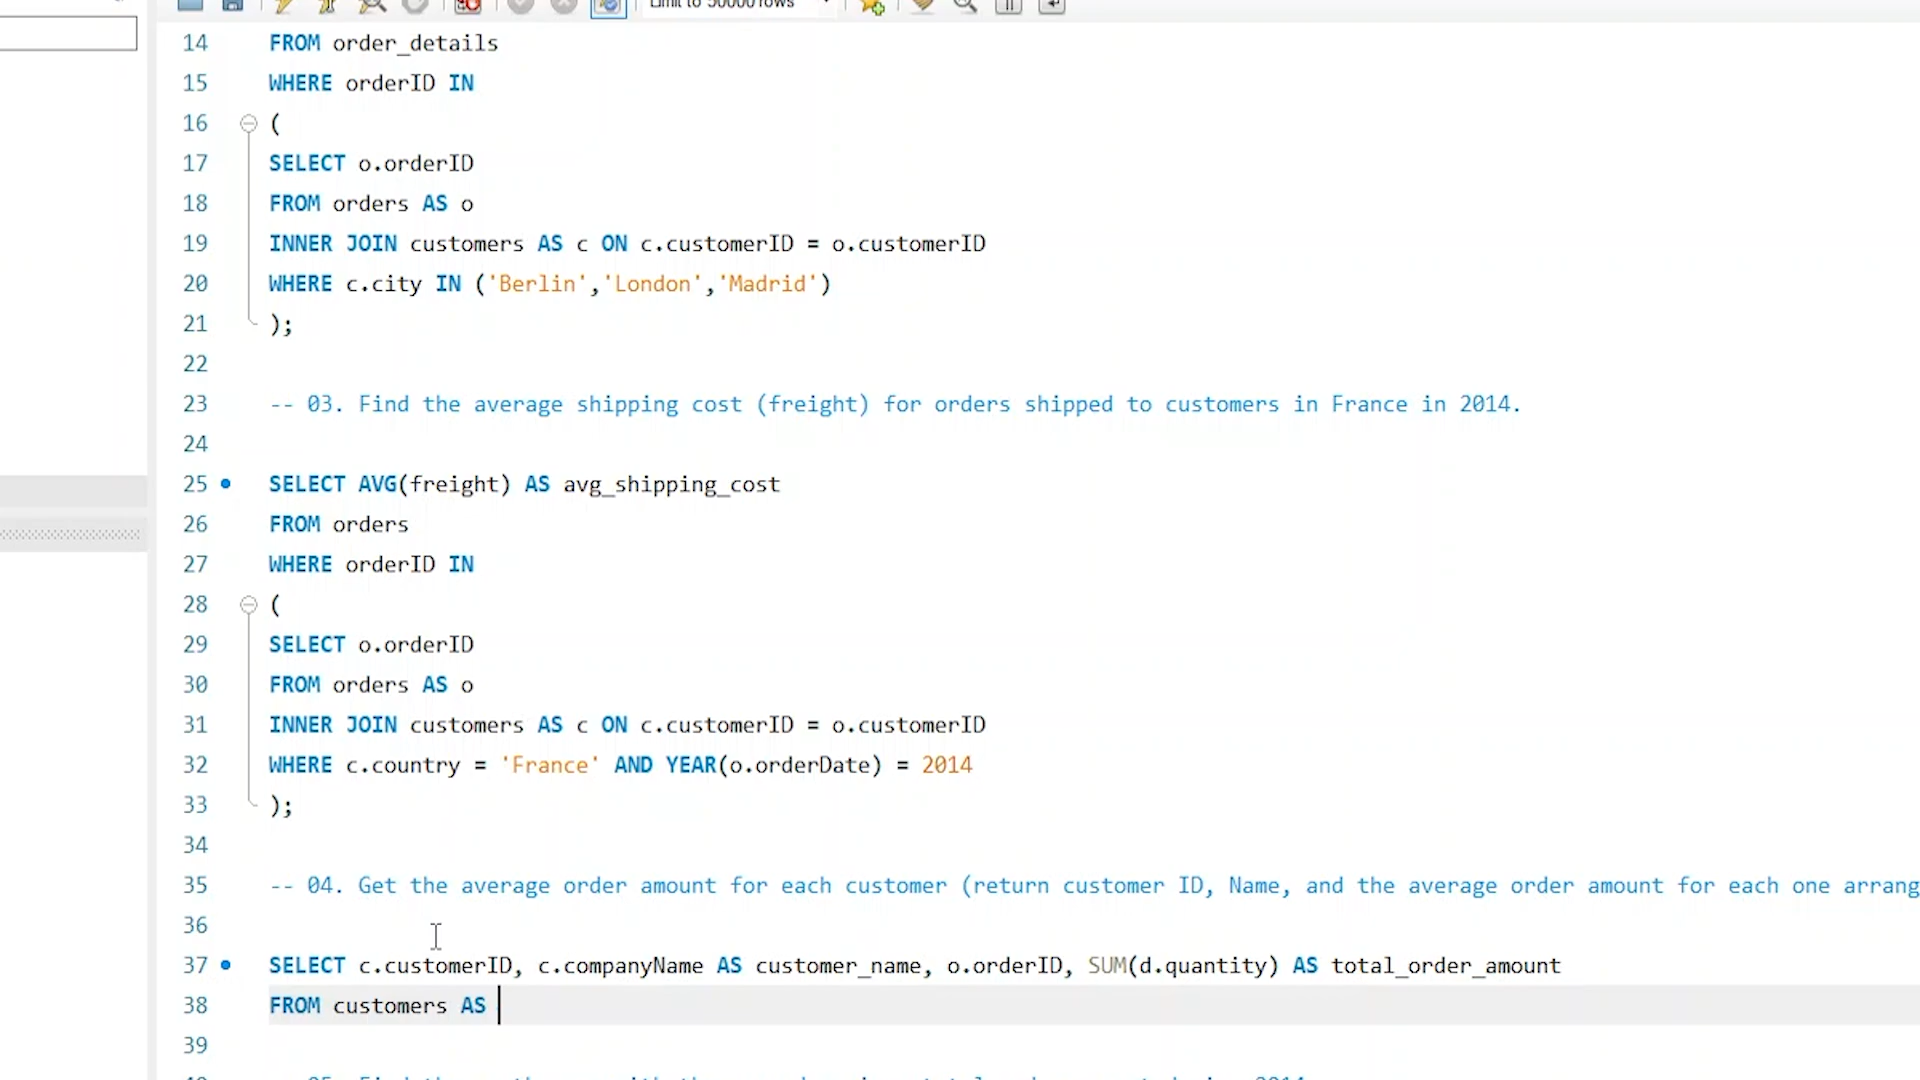 Limit to 50000 rows
14 FROM order_details
15 WHERE orderID IN
16 (
17 SELECT o.orderID
18 FROM orders AS o
19 INNER JOIN customers AS c ON c.customerID = o.customerID
20 WHERE c.city IN ('Berlin','London','Madrid')
21 );
22
23 -- 03. Find the average shipping cost (freight) for orders shipped to customers in France in 2014.
24
25 SELECT AVG(freight) AS avg_shipping_cost
26 FROM orders
27 WHERE orderID IN
28 (
29 SELECT o.orderID
30 FROM orders AS o
31 INNER JOIN customers AS c ON c.customerID = o.customerID
32 WHERE c.country = 'France' AND YEAR(o.orderDate) = 2014
33 );
34
35 -- 04. Get the average order amount for each customer (return customer ID, Name, and the average order amount for each one arrang
36
37 SELECT c.customerID, c.companyName AS customer_name, o.orderID, SUM(d.quantity) AS total_order_amount
38 FROM customers AS
39